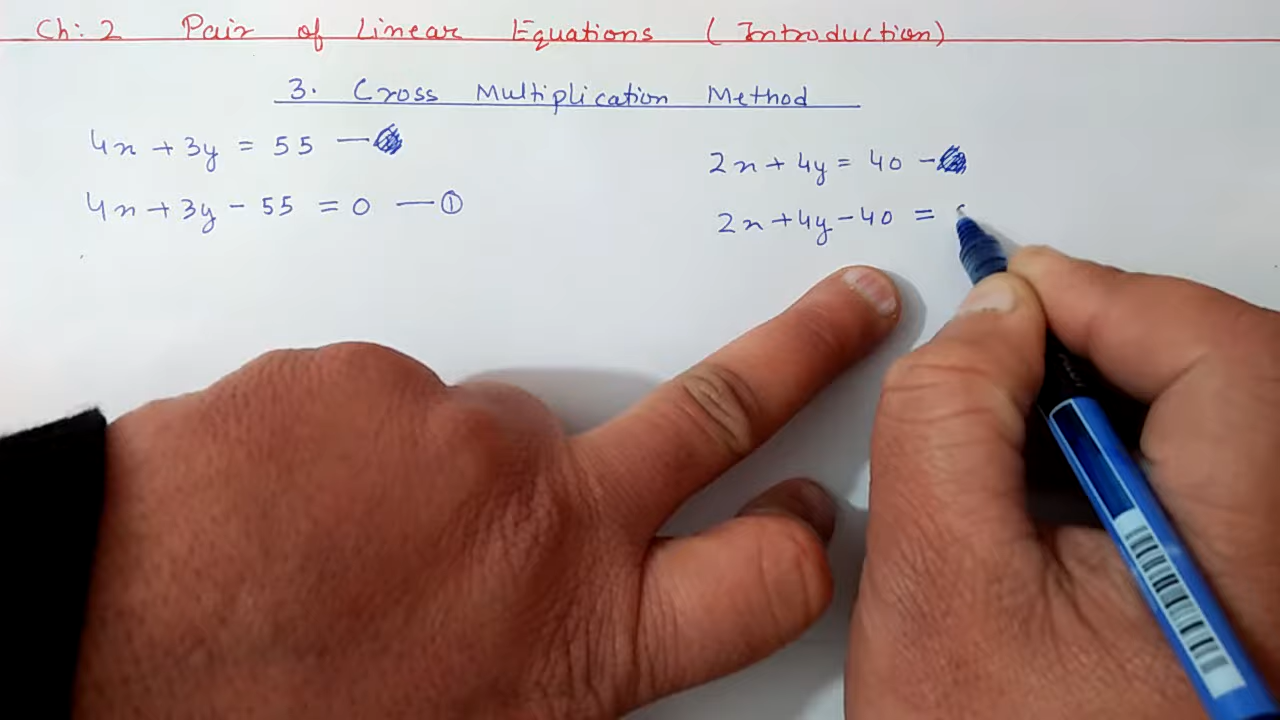 Ch: 2 Pair of Linear Equations (Introduction)
3. Cross Multiplication Method
4x + 3y = 55 —
4x + 3y - 55 = 0 — ①
2x + 4y = 40 -
2x + 4y - 40 =